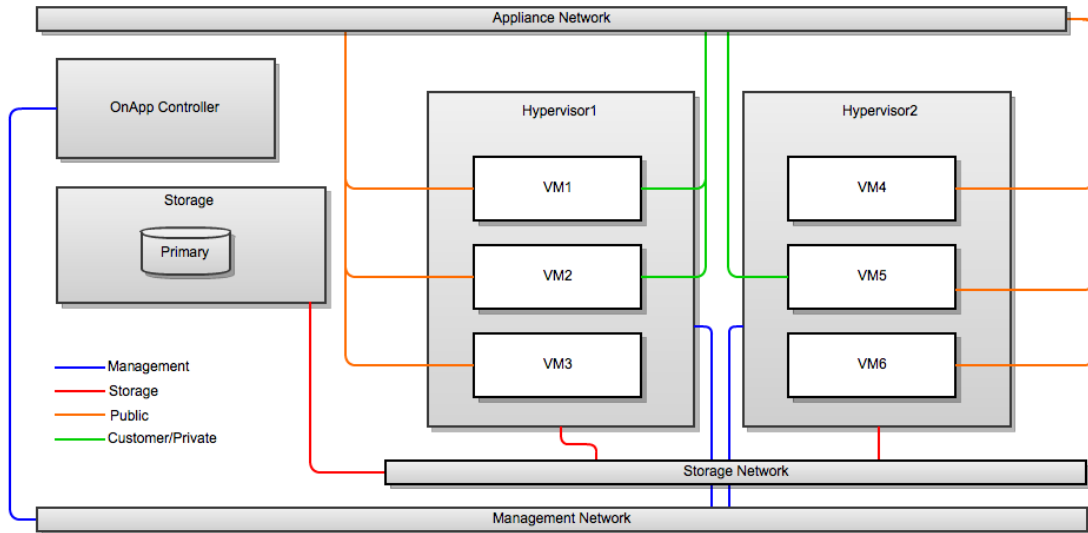 Appliance Network
OnApp Controller
Hypervisor1
Hypervisor2
VM1
VM4
Storage
Primary
VM2
VM5
VM3
VM6
Management
Storage
Public
Customer/Private
Storage Network
Management Network